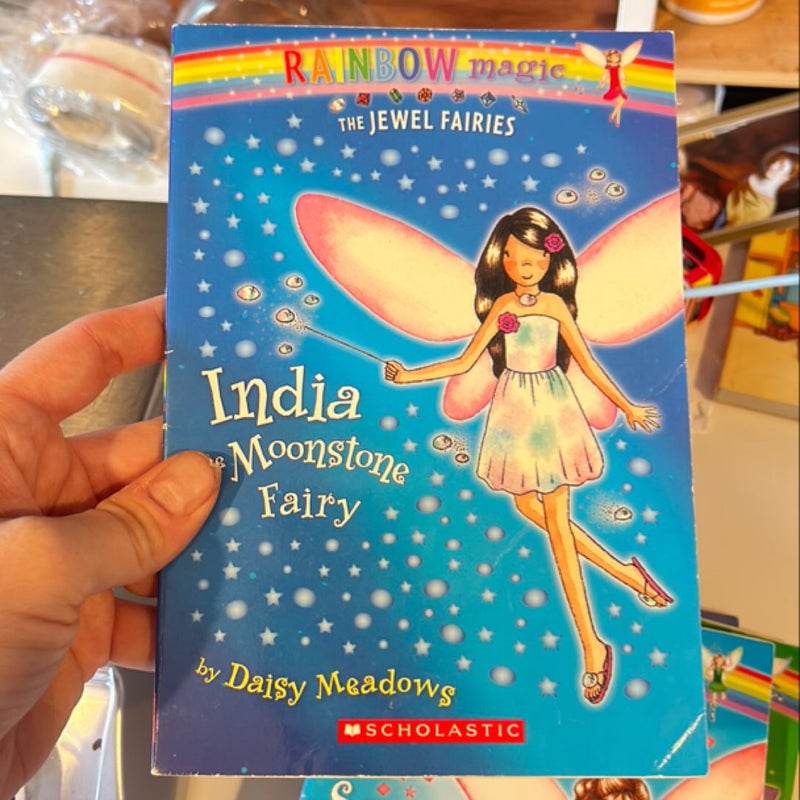 RAINBOW magic
THE JEWEL FAIRIES
India
Moonstone
Fairy
by Daisy Meadows
SCHOLASTIC